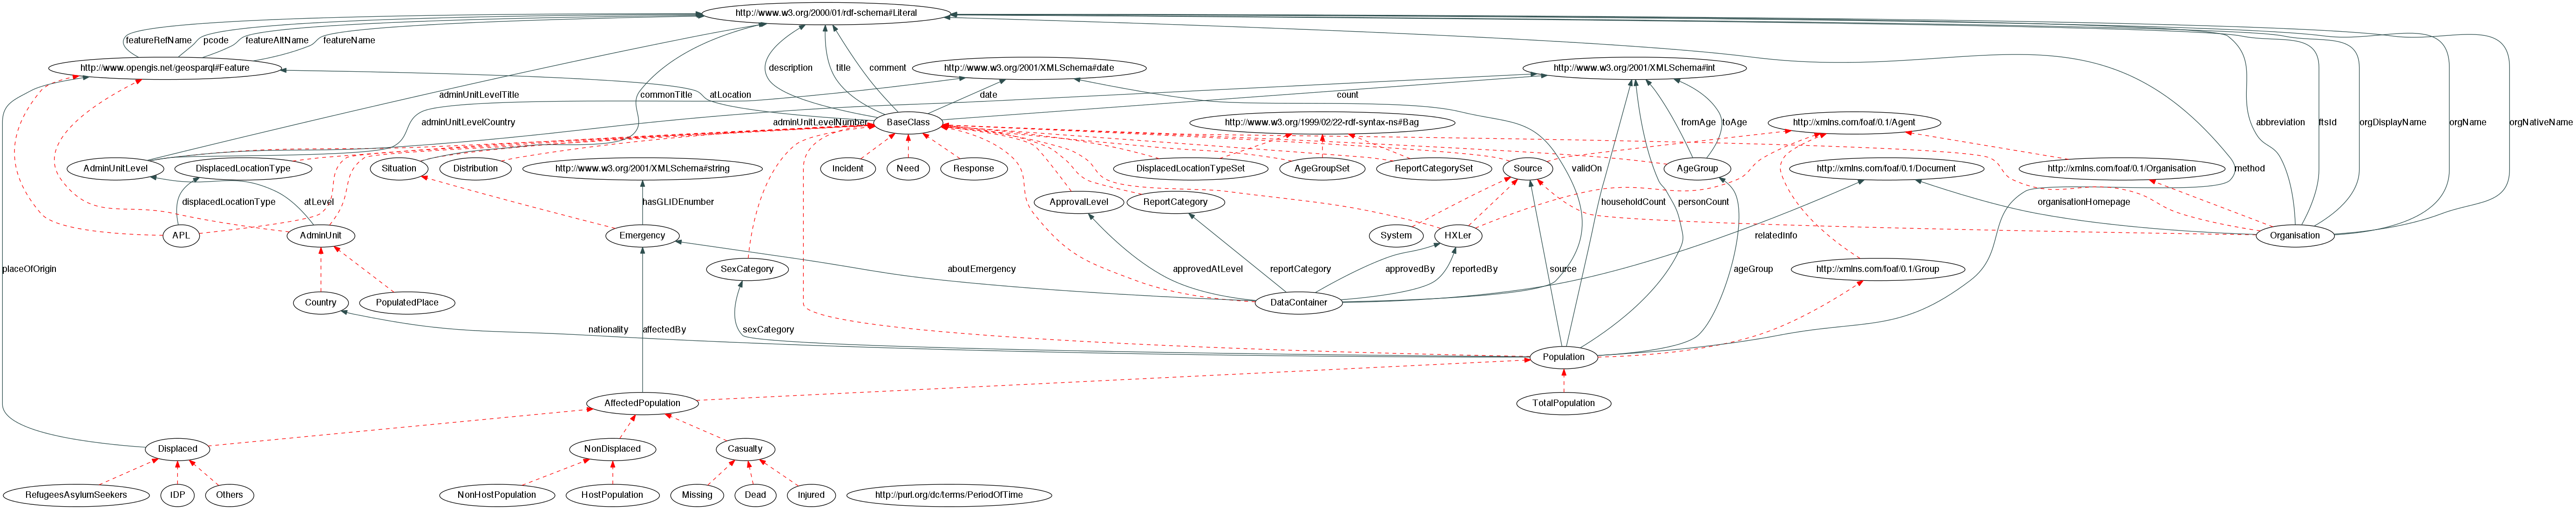 http://www.w3.org/2000/01/rdf-schema#Literal
featureRefName
pcode
featureAltName
featureName
http://www.opengis.net/geosparql#Feature
description
title
comment
http://www.w3.org/2001/XMLSchema#date
http://www.w3.org/2001/XMLSchema#int
adminUnitLevelTitle
commonTitle
atLocation
date
count
adminUnitLevelCountry
adminUnitLevelNumber
BaseClass
http://www.w3.org/1999/02/22-rdf-syntax-ns#Bag
fromAge
toAge
http://xmlns.com/foaf/0.1/Agent
abbreviation
ftsId
orgDisplayName
orgName
orgNativeName
AdminUnitLevel
DisplacedLocationType
Situation
Distribution
http://www.w3.org/2001/XMLSchema#string
Incident
Need
Response
DisplacedLocationTypeSet
AgeGroupSet
ReportCategorySet
Source
validOn
AgeGroup
http://xmlns.com/foaf/0.1/Document
http://xmlns.com/foaf/0.1/Organisation
method
displacedLocationType
atLevel
hasGLIDEnumber
ApprovalLevel
ReportCategory
householdCount
personCount
organisationHomepage
APL
AdminUnit
Emergency
System
HXLer
relatedInfo
Organisation
placeOfOrigin
SexCategory
aboutEmergency
approvedAtLevel
reportCategory
approvedBy
reportedBy
source
ageGroup
http://xmlns.com/foaf/0.1/Group
Country
PopulatedPlace
DataContainer
nationality
affectedBy
sexCategory
Population
AffectedPopulation
TotalPopulation
Displaced
NonDisplaced
Casualty
RefugeesAsylumSeekers
IDP
Others
NonHostPopulation
HostPopulation
Missing
Dead
Injured
http://purl.org/dc/terms/PeriodOfTime